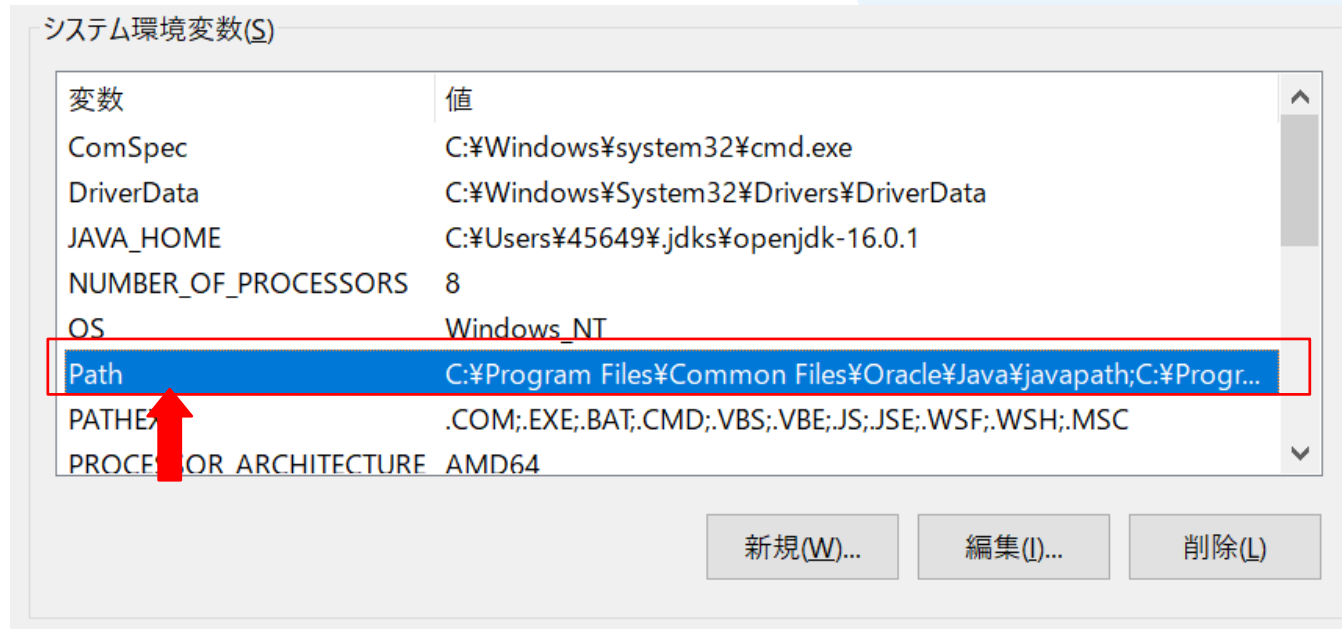 システム環境変数(S)
変数 値
ComSpec C:¥Windows¥system32¥cmd.exe
DriverData C:¥Windows¥System32¥Drivers¥DriverData
JAVA_HOME C:¥Users¥45649¥.jdks¥openjdk-16.0.1
NUMBER_OF_PROCESSORS 8
OS Windows_NT
Path C:¥Program Files¥Common Files¥Oracle¥Java¥javapath;C:¥Progr...
.COM;.EXE;.BAT;.CMD;.VBS;.VBE;.JS;.JSE;.WSF;.WSH;.MSC
AMD64
新規(W)... 編集(I)... 削除(L)